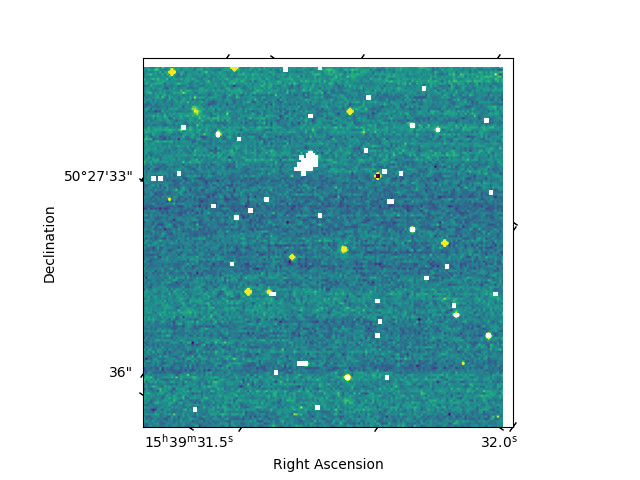 50°27'33"
36"
Declination
15ʰ39ᵐ31.5ˢ
32.0ˢ
Right Ascension